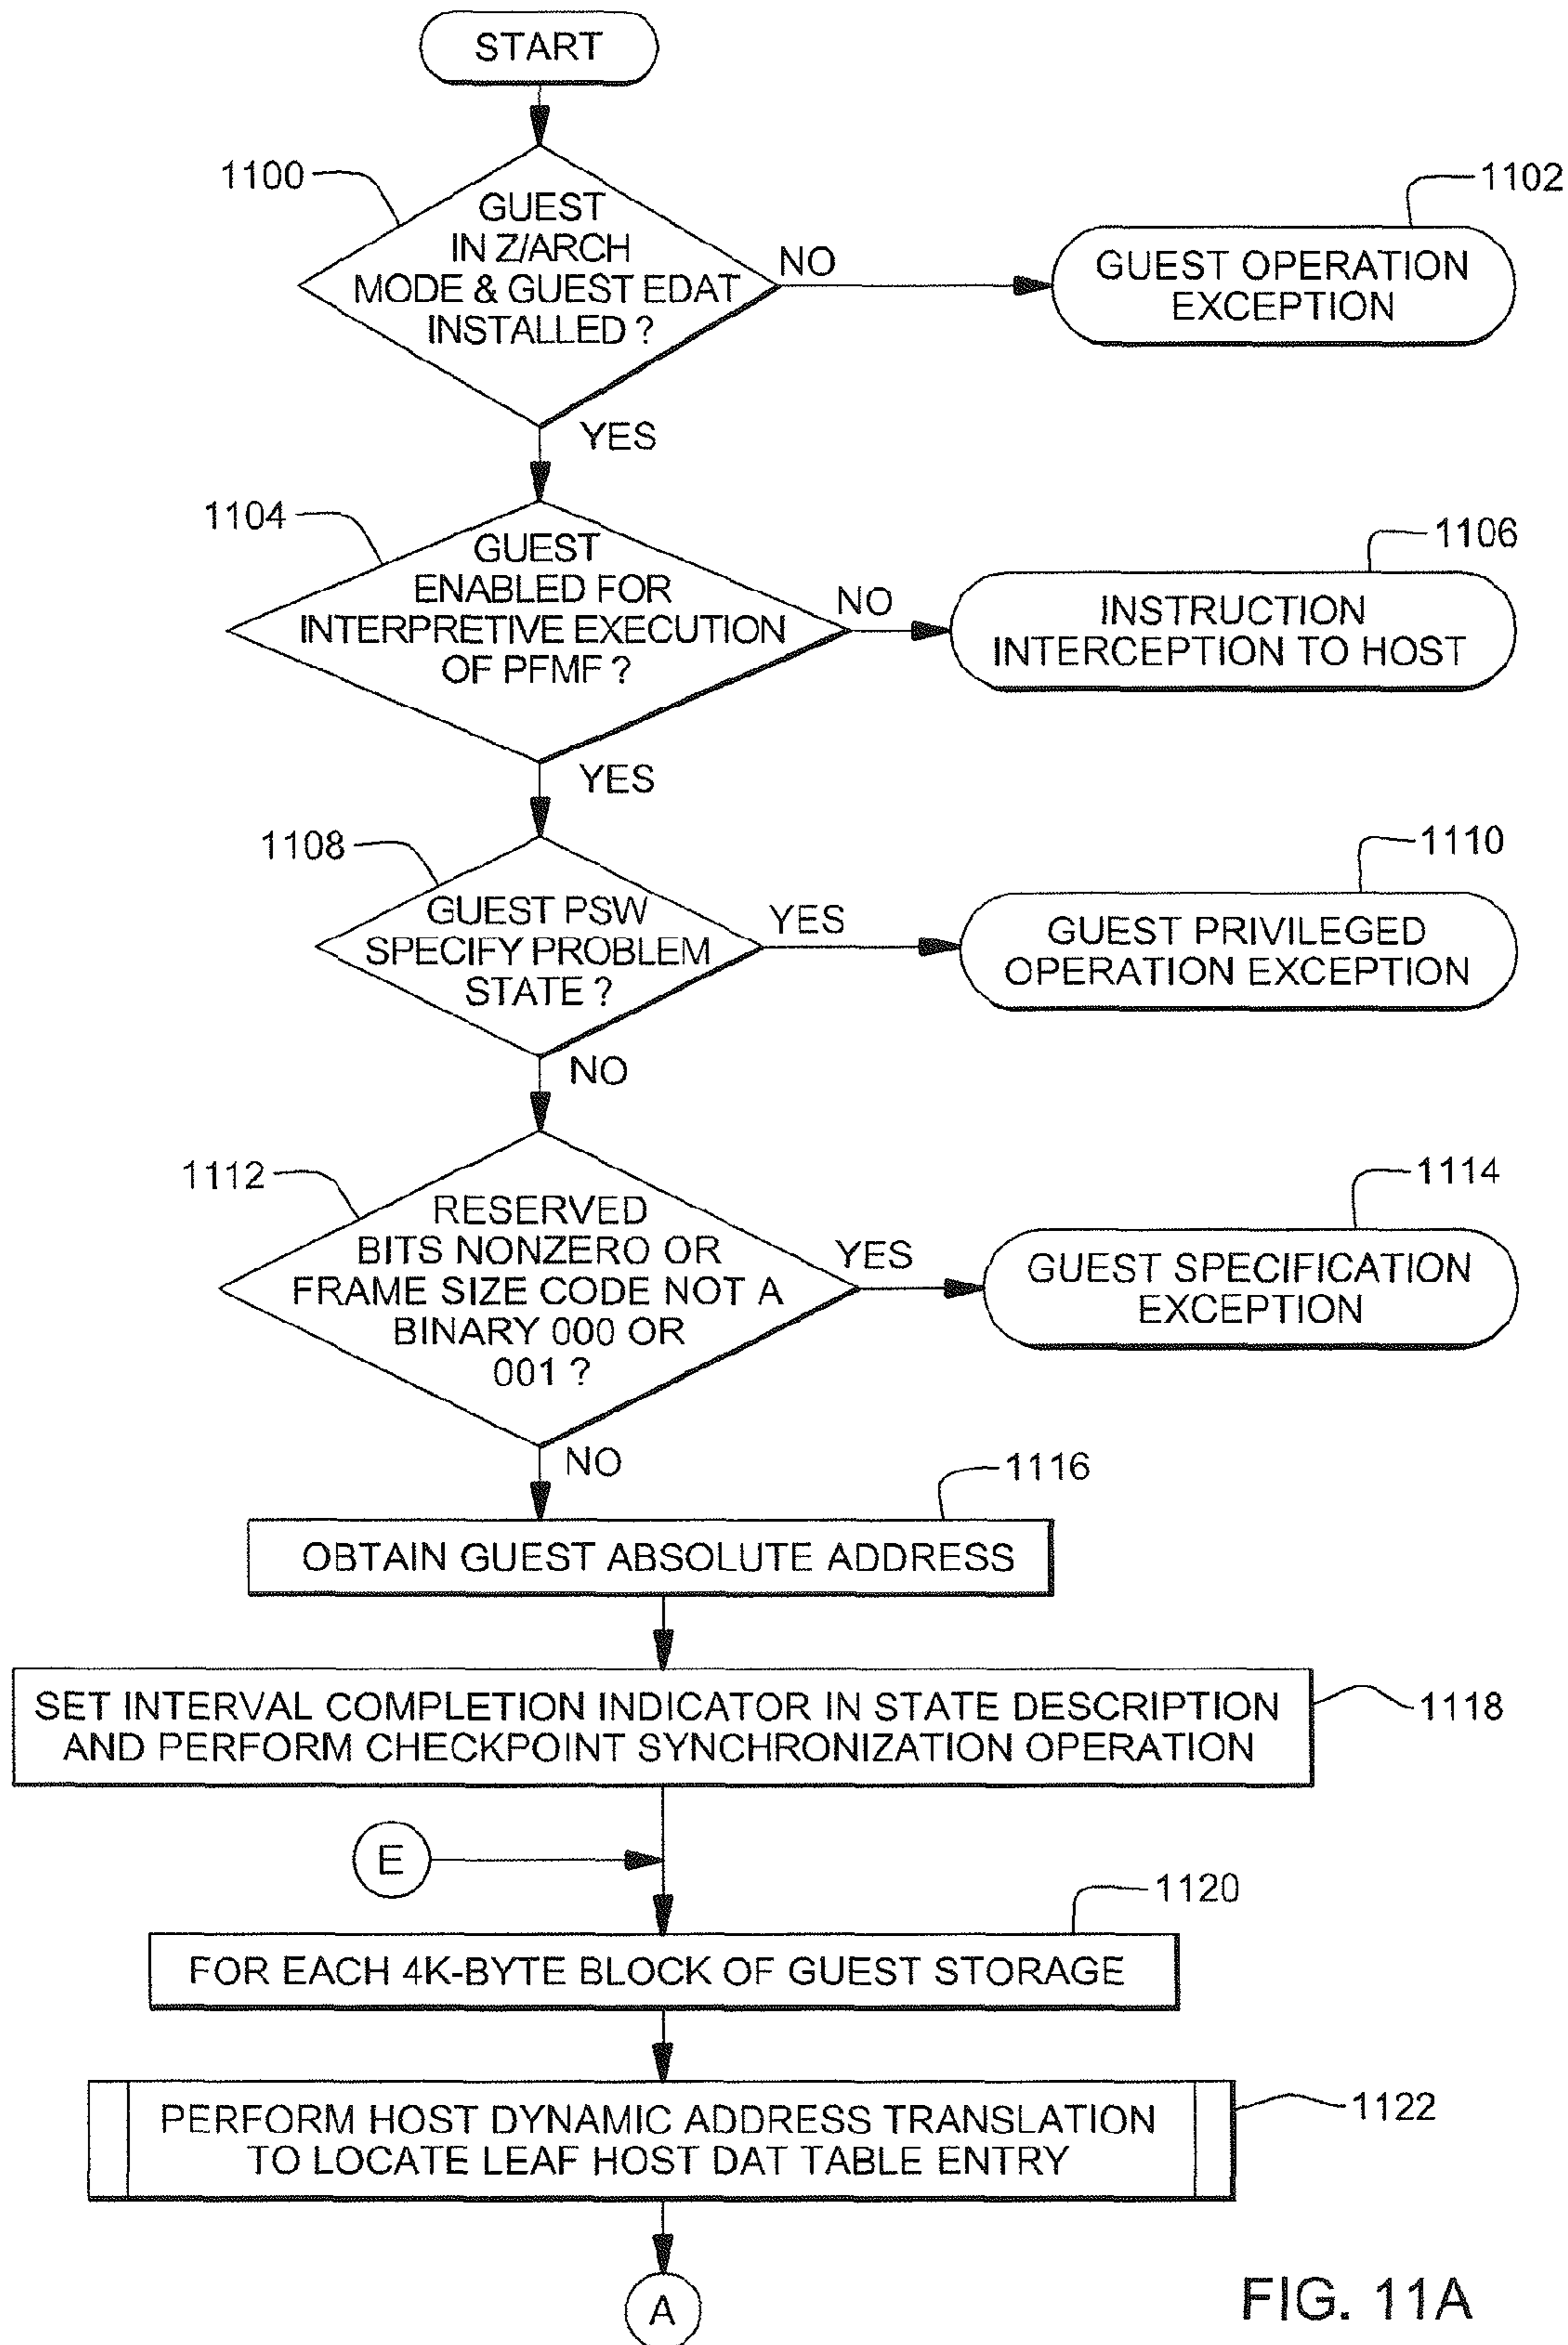 START
1100
GUEST
IN Z/ARCH
MODE & GUEST EDAT
INSTALLED ?
NO
1102
GUEST OPERATION
EXCEPTION
YES
1104
GUEST
ENABLED FOR
INTERPRETIVE EXECUTION
OF PFMF ?
NO
1106
INSTRUCTION
INTERCEPTION TO HOST
YES
1108
GUEST PSW
SPECIFY PROBLEM
STATE ?
YES
1110
GUEST PRIVILEGED
OPERATION EXCEPTION
NO
1112
RESERVED
BITS NONZERO OR
FRAME SIZE CODE NOT A
BINARY 000 OR
001 ?
YES
1114
GUEST SPECIFICATION
EXCEPTION
NO
1116
OBTAIN GUEST ABSOLUTE ADDRESS
SET INTERVAL COMPLETION INDICATOR IN STATE DESCRIPTION
AND PERFORM CHECKPOINT SYNCHRONIZATION OPERATION
1118
E
1120
FOR EACH 4K-BYTE BLOCK OF GUEST STORAGE
PERFORM HOST DYNAMIC ADDRESS TRANSLATION
TO LOCATE LEAF HOST DAT TABLE ENTRY
1122
A
FIG. 11A